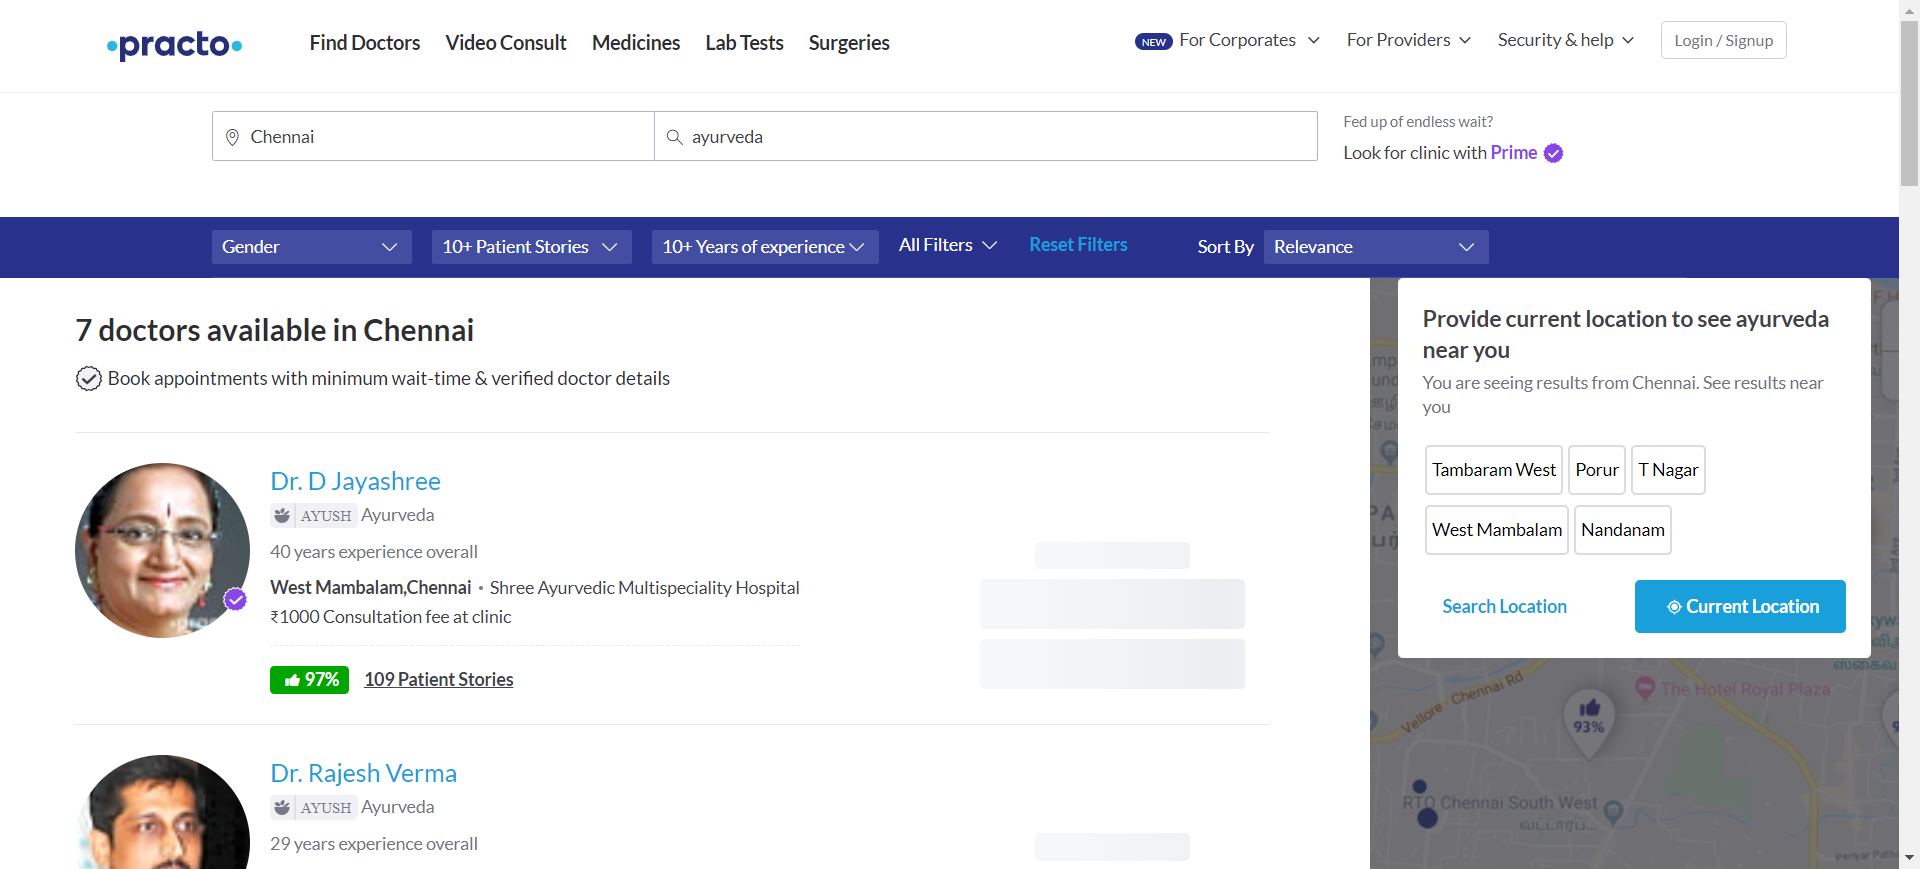 practo
Find Doctors
Video Consult
Medicines
Lab Tests
Surgeries
NEW For Corporates
For Providers
Security & help
Login / Signup
Chennai
ayurveda
Fed up of endless wait?
Look for clinic with Prime
Gender
10+ Patient Stories
10+ Years of experience
All Filters
Reset Filters
Sort By
Relevance
7 doctors available in Chennai
Book appointments with minimum wait-time & verified doctor details
Dr. D Jayashree
AYUSH Ayurveda
40 years experience overall
West Mambalam,Chennai • Shree Ayurvedic Multispeciality Hospital
₹1000 Consultation fee at clinic
97% 109 Patient Stories
Dr. Rajesh Verma
AYUSH Ayurveda
29 years experience overall
Provide current location to see ayurveda
near you
You are seeing results from Chennai. See results near
you
Tambaram West
Porur
T Nagar
West Mambalam
Nandanam
Search Location
Current Location
Vellore - Chennai Rd
The Hotel Royal Plaza
93%
RTO Chennai South West
வட்டாரப்...